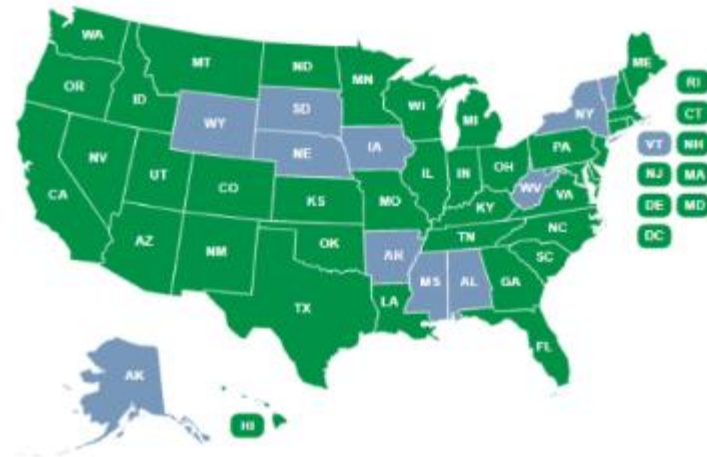 WA
MT
ND
MN
ME
RI
OR
ID
SD
WI
CT
WY
MI
NY
VT
NH
IA
PA
NE
NV
UT
IL
IN
OH
NJ
MA
CO
WV
VA
CA
KS
MO
KY
DE
MD
NC
TN
DC
AZ
NM
OK
AR
SC
MS
AL
GA
TX
LA
FL
AK
HI